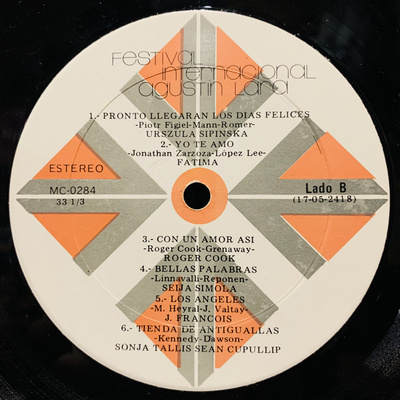 Festival
internacional
agustin lara
1.- PRONTO LLEGARAN LOS DIAS FELICES
-Piotr Figiel-Mann-Romer-
URSZULA SIPINSKA
2.- YO TE AMO
-Jonathan Zarzoza-López Lee-
FATIMA
ESTEREO
MC-0284
33 1/3
Lado B
(17-05-2418)
3.- CON UN AMOR ASI
-Roger Cook-Grenaway-
ROGER COOK
4.- BELLAS PALABRAS
-Linnavalli-Reponen-
SEIJA SIMOLA
5.- LOS ANGELES
-M. Heyral-J. Valtay-
J. FRANCOIS
6.- TIENDA DE ANTIGUALLAS
-Kennedy-Dawson-
SONJA TALLIS SEAN CUPULLIP